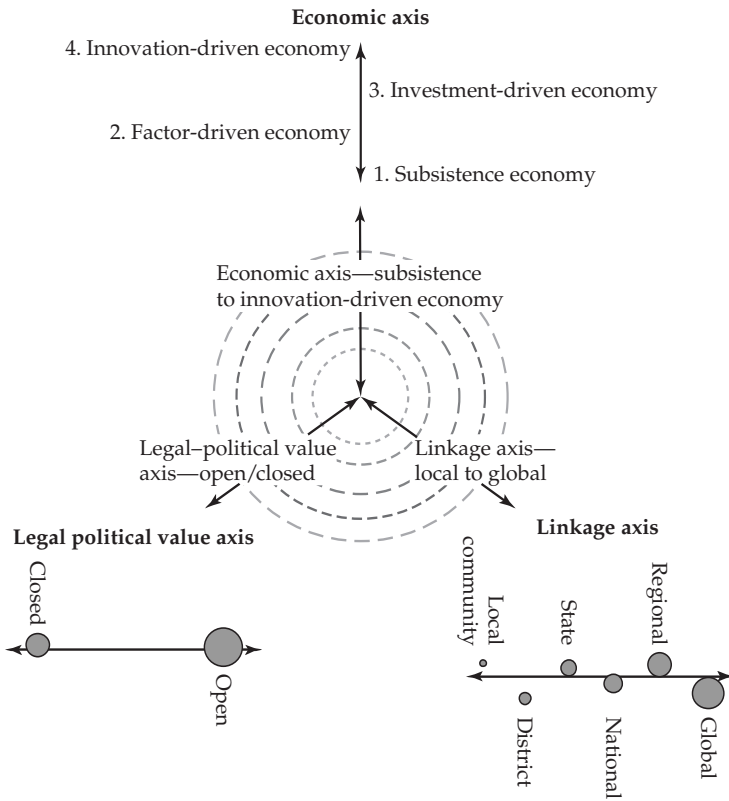 Economic axis
4. Innovation-driven economy
3. Investment-driven economy
2. Factor-driven economy
1. Subsistence economy
Economic axis—subsistence
to innovation-driven economy
Legal–political value
axis—open/closed
Linkage axis—
local to global
Legal political value axis
Closed
Open
Linkage axis
Local
community
District
State
National
Regional
Global